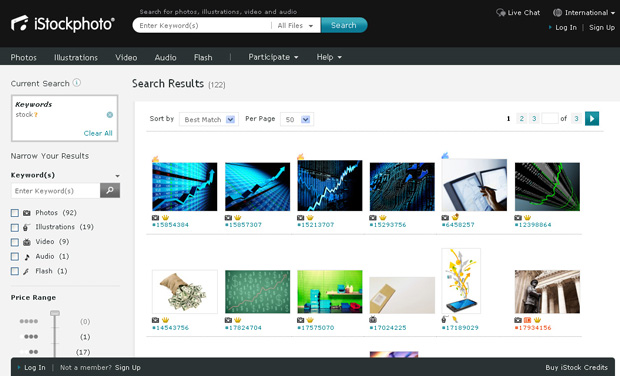 iStockphoto®
Search for photos, illustrations, video and audio
Enter Keyword(s)
All Files
Search
Live Chat
International
Log In | Sign Up
Photos Illustrations Video Audio Flash | Participate Help
Current Search
Keywords
stock ?
Clear All
Narrow Your Results
Keyword(s)
Enter Keyword(s)
Photos (92)
Illustrations (19)
Video (9)
Audio (1)
Flash (1)
Price Range
(0)
(1)
(17)
Search Results (122)
Sort by Best Match Per Page 50
1 2 3 of 3
#15854384 #15857307 #15213707 #15293756 #6458257 #12398864
#14543756 #17824704 #17575070 #17024225 #17189029 #17934156
Log In | Not a member? Sign Up
Buy iStock Credits